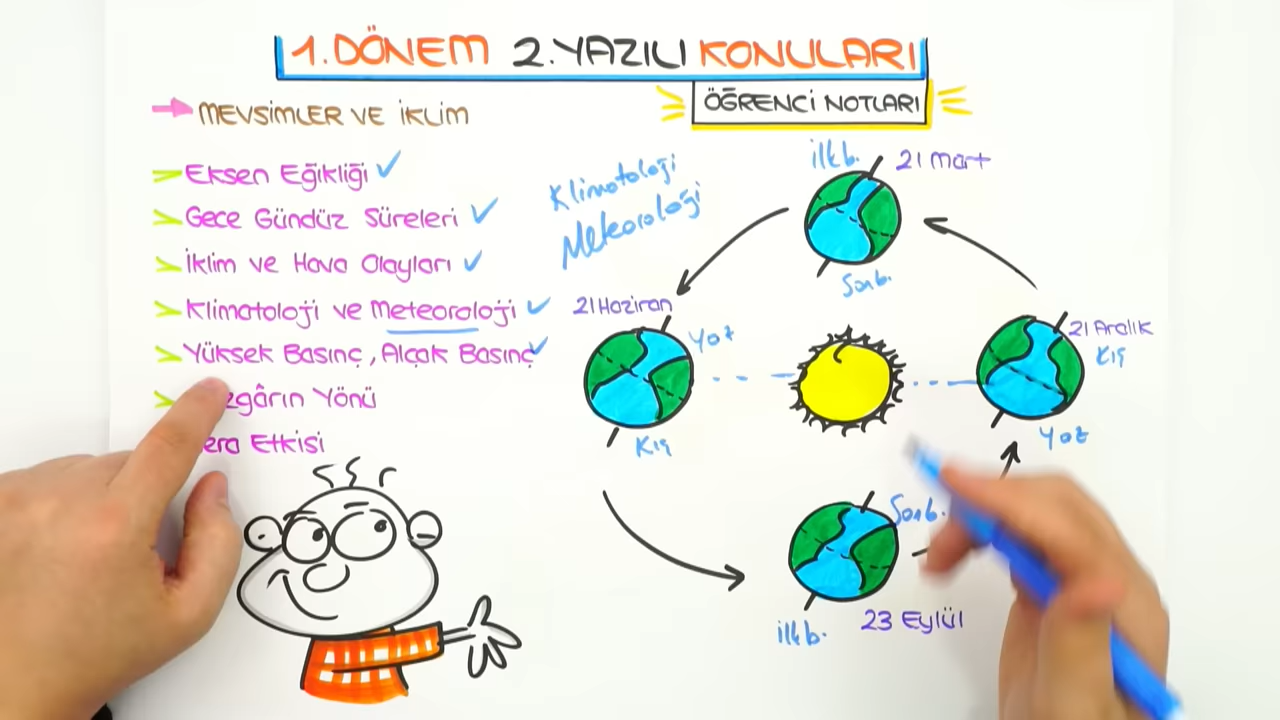 1. DÖNEM 2. YAZILI KONULARI
ÖĞRENCİ NOTLARI
MEVSİMLER VE İKLİM
Eksen Eğikliği
Gece Gündüz Süreleri
İklim ve Hava Olayları
Klimatoloji ve Meteoroloji
Yüksek Basınç, Alçak Basınç
zgârın Yönü
era Etkisi
Klimatoloji
Meteoroloji
ilkb.
21 Mart
Sonb.
21 Haziran
Yaz
Kış
21 Aralık
Kış
Yaz
Sonb.
ilkb.
23 Eylül